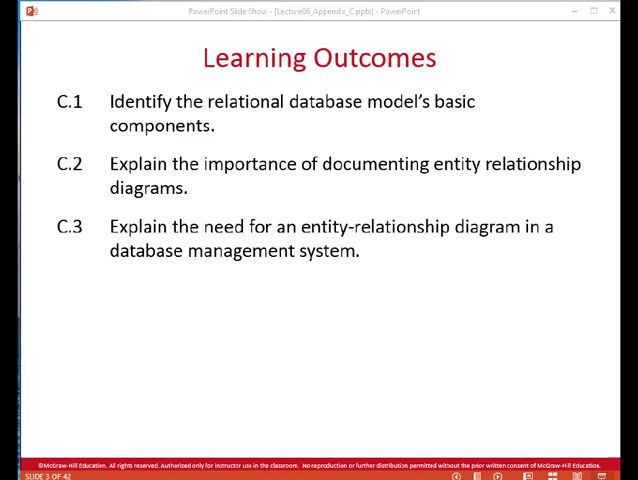 PowerPoint Slide Show - [Lecture06_Appendix_C.pptx] - PowerPoint
Learning Outcomes
C.1 Identify the relational database model’s basic
components.
C.2 Explain the importance of documenting entity relationship
diagrams.
C.3 Explain the need for an entity-relationship diagram in a
database management system.
©McGraw-Hill Education. All rights reserved. Authorized only for instructor use in the classroom. No reproduction or further distribution permitted without the prior written consent of McGraw-Hill Education.
SLIDE 3 OF 42